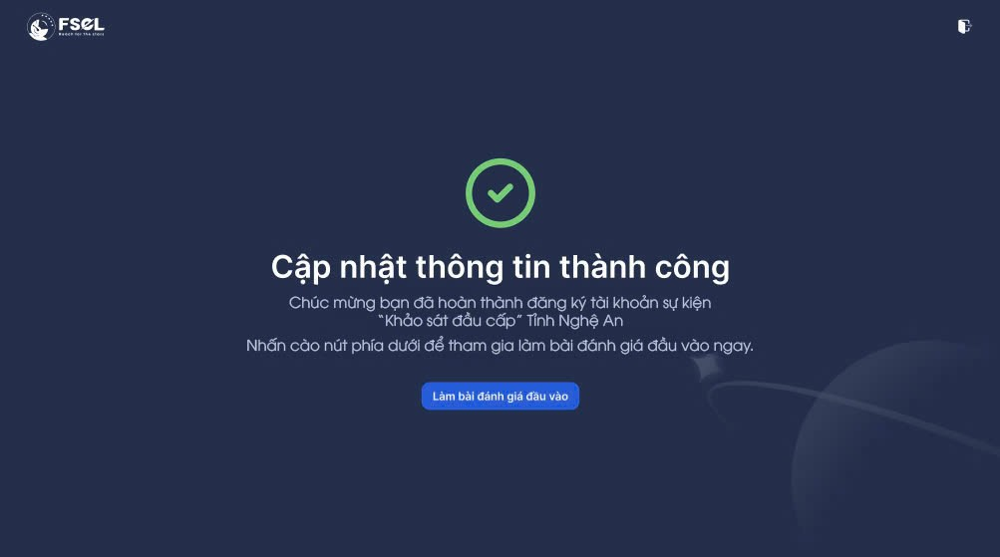 FSEL
Reach for the stars
Cập nhật thông tin thành công
Chúc mừng bạn đã hoàn thành đăng ký tài khoản sự kiện
“Khảo sát đầu cấp” Tỉnh Nghệ An
Nhấn cào nút phía dưới để tham gia làm bài đánh giá đầu vào ngay.
Làm bài đánh giá đầu vào